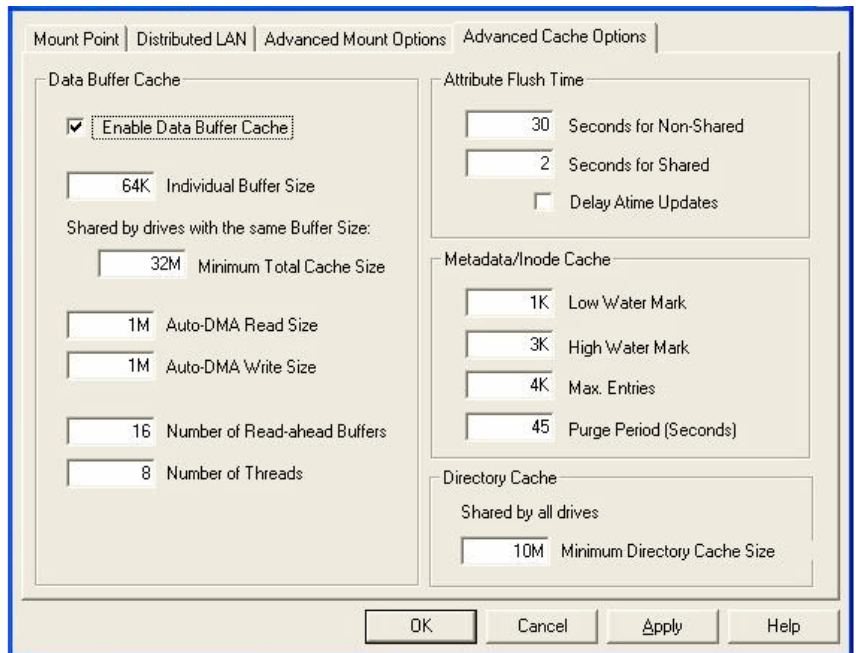 Mount Point
Distributed LAN
Advanced Mount Options
Advanced Cache Options
Data Buffer Cache
Enable Data Buffer Cache
64K Individual Buffer Size
Shared by drives with the same Buffer Size:
32M Minimum Total Cache Size
1M Auto-DMA Read Size
1M Auto-DMA Write Size
16 Number of Read-ahead Buffers
8 Number of Threads
Attribute Flush Time
30 Seconds for Non-Shared
2 Seconds for Shared
Delay Atime Updates
Metadata/Inode Cache
1K Low Water Mark
3K High Water Mark
4K Max. Entries
45 Purge Period (Seconds)
Directory Cache
Shared by all drives
10M Minimum Directory Cache Size
OK
Cancel
Apply
Help